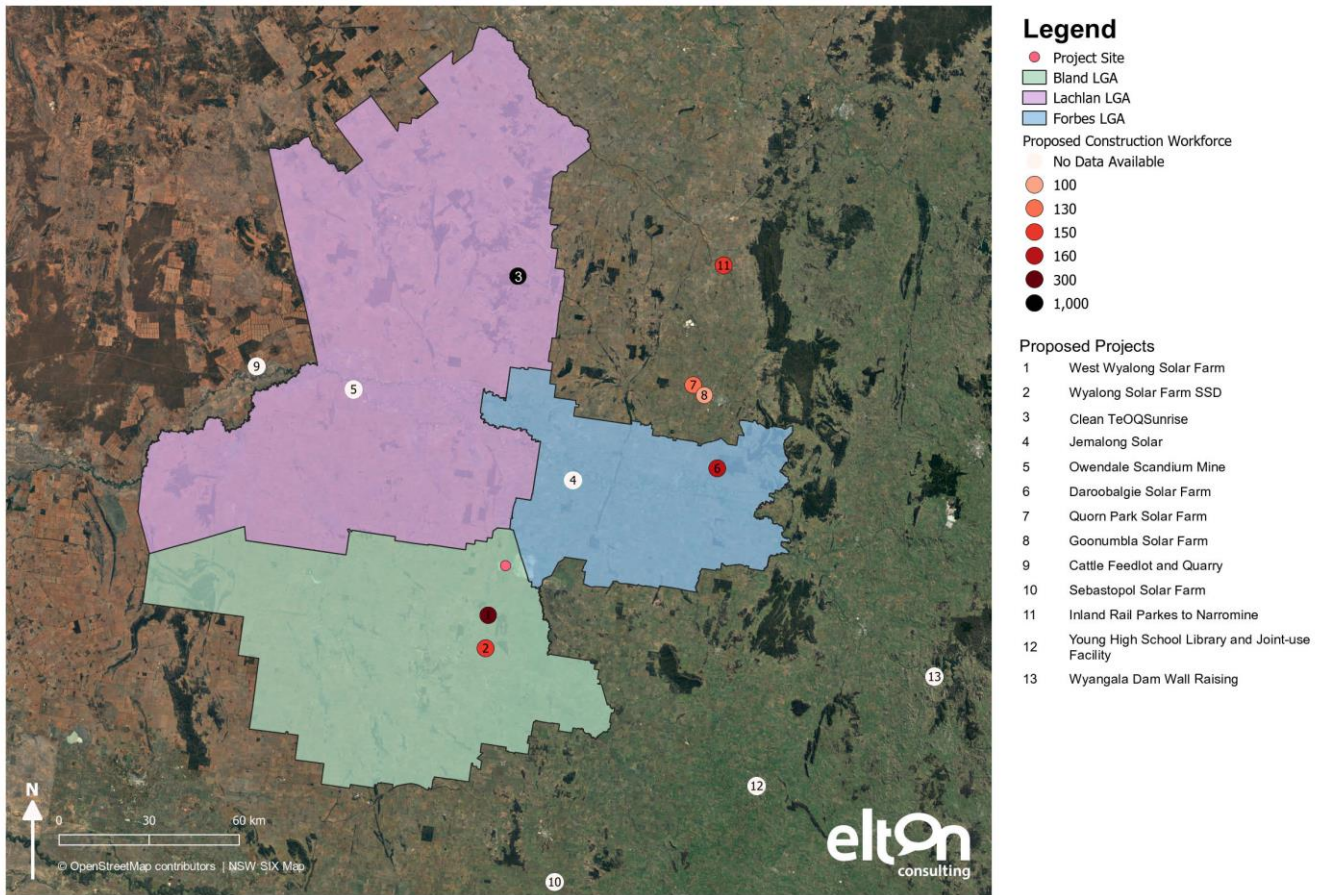 Legend
Project Site
Bland LGA
Lachlan LGA
Forbes LGA
Proposed Construction Workforce
No Data Available
100
130
150
160
300
1,000
Proposed Projects
1 West Wyalong Solar Farm
2 Wyalong Solar Farm SSD
3 Clean TeOQSunrise
4 Jemalong Solar
5 Owendale Scandium Mine
6 Daroobalgie Solar Farm
7 Quorn Park Solar Farm
8 Goonumbla Solar Farm
9 Cattle Feedlot and Quarry
10 Sebastopol Solar Farm
11 Inland Rail Parkes to Narromine
12 Young High School Library and Joint-use
Facility
13 Wyangala Dam Wall Raising
11
3
9
5
7
8
6
4
2
13
12
10
N
0 30 60 km
© OpenStreetMap contributors | NSW SIX Map
elton
consulting